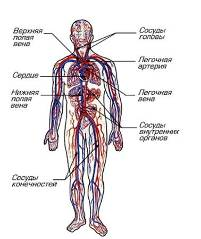 Верхняя
полая
вена
Сердце
Нижняя
полая
вена
Сосуды
конечностей
Сосуды
головы
Легочная
артерия
Легочная
вена
Сосуды
внутренних
органов